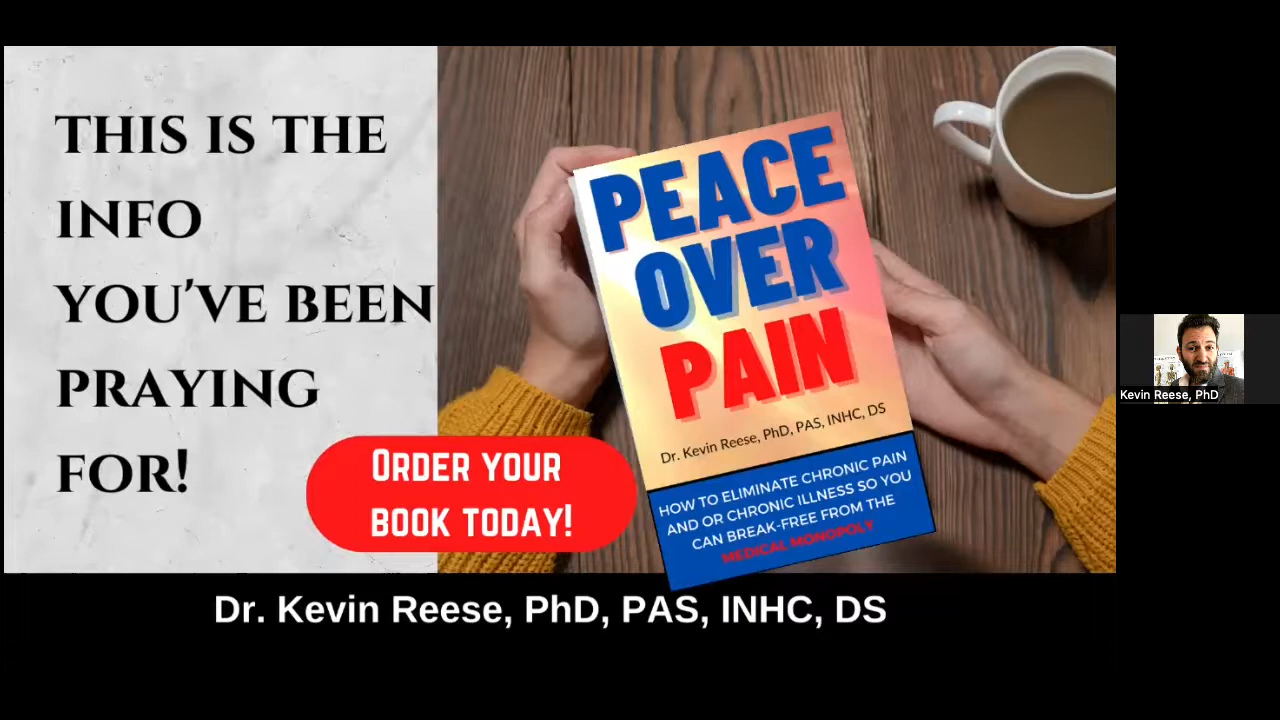 THIS IS THE
INFO
YOU'VE BEEN
PRAYING
FOR!
ORDER YOUR
BOOK TODAY!
PEACE
OVER
PAIN
Dr. Kevin Reese, PhD, PAS, INHC, DS
HOW TO ELIMINATE CHRONIC PAIN
AND OR CHRONIC ILLNESS SO YOU
CAN BREAK-FREE FROM THE
MEDICAL MONOPOLY
Dr. Kevin Reese, PhD, PAS, INHC, DS
Kevin Reese, PhD